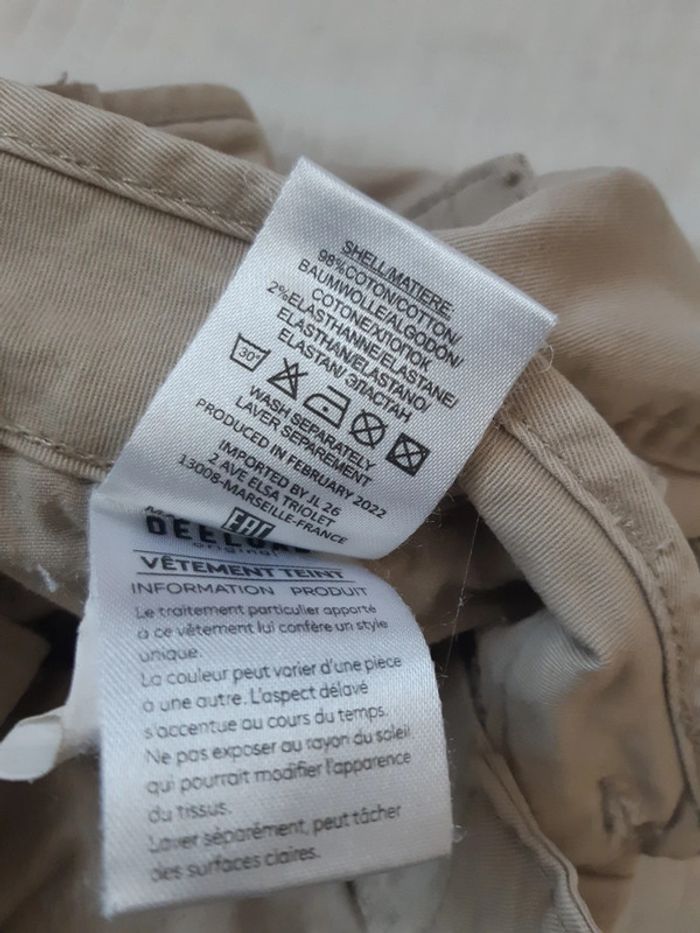 SHELL/MATIERE:
98%COTON/COTTON/
BAUMWOLLE/ALGODÓN/
COTONE/ХЛОПОК
2%ELASTHANNE/ELASTANE/
ELASTHAN/ELASTANO/
ELASTAN/ ЭЛАСТАН
30°
WASH SEPARATELY
LAVER SEPAREMENT
PRODUCED IN FEBRUARY 2022
IMPORTED BY JL 26
2 AVE ELSA TRIOLET
13008-MARSEILLE-FRANCE
EAC
original
VÊTEMENT TEINT
INFORMATION PRODUIT
Le traitement particulier apporté
à ce vêtement lui confère un style
unique.
La couleur peut varier d'une pièce
à une autre. L'aspect délavé
s'accentue au cours du temps.
Ne pas exposer au rayon du soleil
qui pourrait modifier l'apparence
du tissus.
Laver séparément, peut tâcher
des surfaces claires.